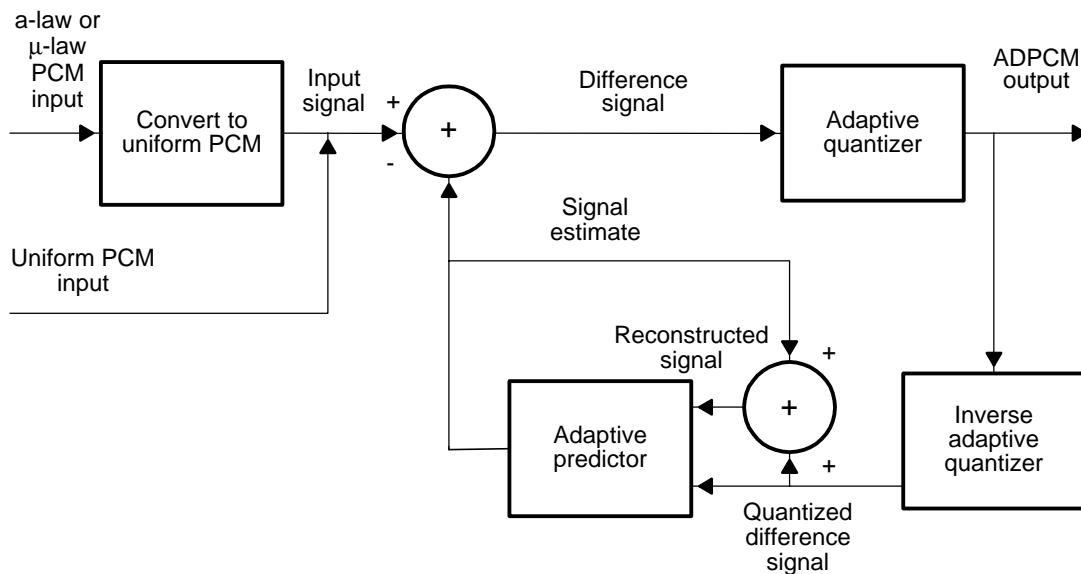 a-law or
μ-law
PCM
input
Convert to
uniform PCM
Input
signal
+
-
+
Difference
signal
Adaptive
quantizer
ADPCM
output
Uniform PCM
input
Signal
estimate
Reconstructed
signal
+
+
+
Adaptive
predictor
Inverse
adaptive
quantizer
Quantized
difference
signal